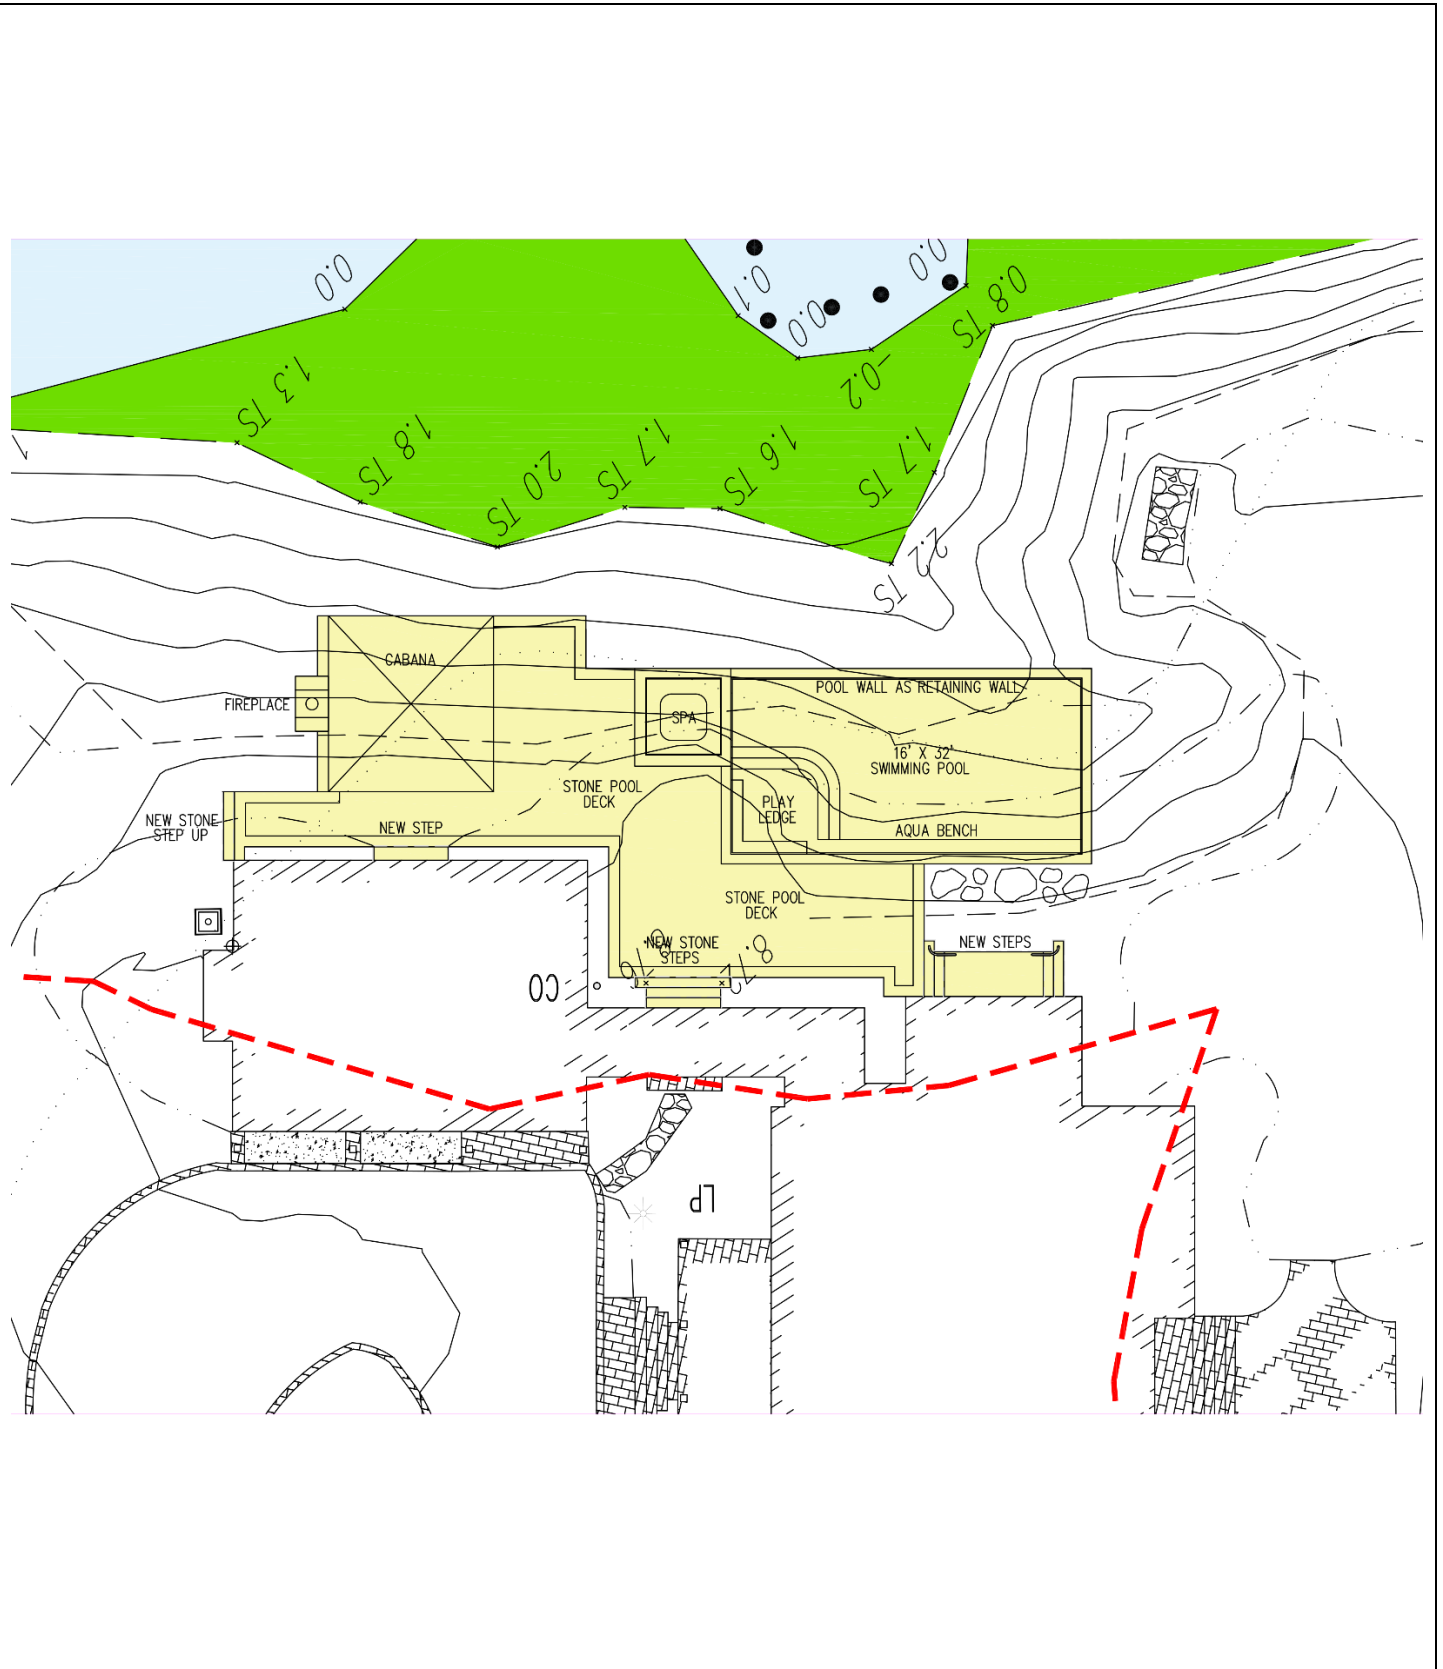 0.0
0.1
0.0
0.0
0.8 TS
-0.2
1.3 TS
1.8 TS
2.0 TS
1.7 TS
1.6 TS
1.7 TS
2.2 TS
CABANA
FIREPLACE
SPA
POOL WALL AS RETAINING WALL
16' X 32'
SWIMMING POOL
STONE POOL
DECK
PLAY
LEDGE
AQUA BENCH
NEW STONE
STEP UP
NEW STEP
STONE POOL
DECK
NEW STONE
STEPS
NEW STEPS
CO
LP